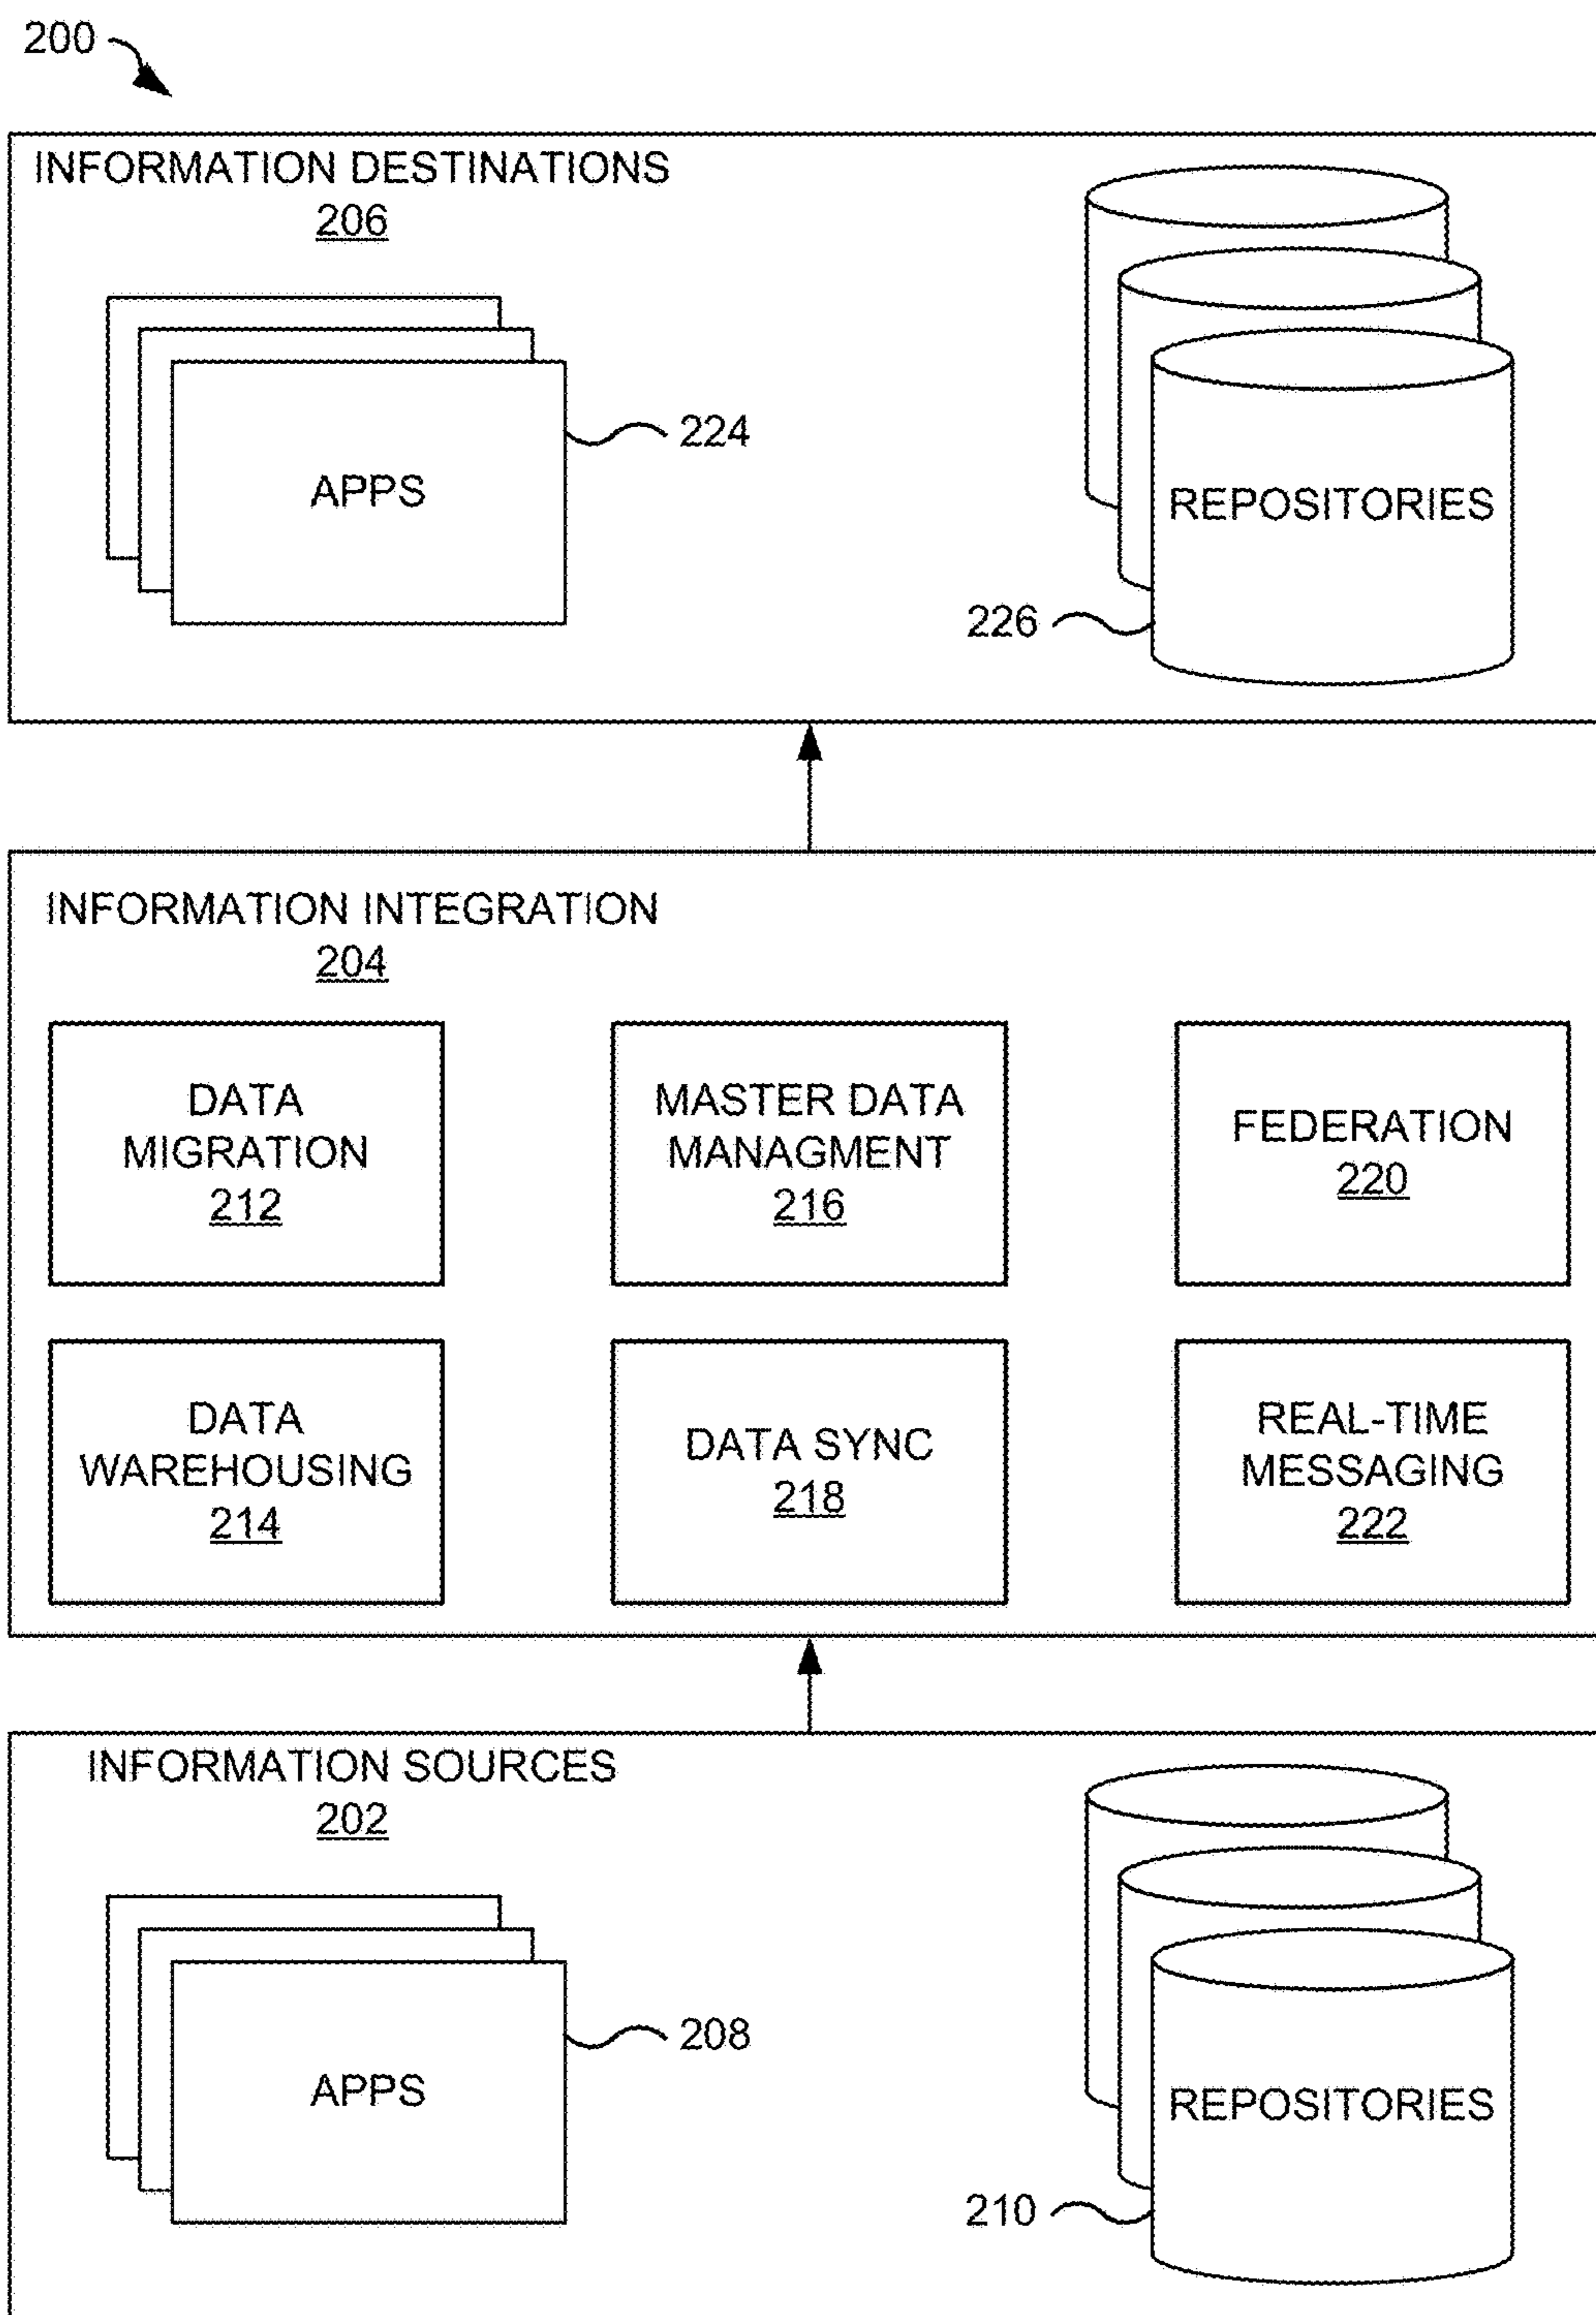 200
INFORMATION DESTINATIONS
206
APPS
224
REPOSITORIES
226
INFORMATION INTEGRATION
204
DATA
MIGRATION
212
MASTER DATA
MANAGMENT
216
FEDERATION
220
DATA
WAREHOUSING
214
DATA SYNC
218
REAL-TIME
MESSAGING
222
INFORMATION SOURCES
202
APPS
208
REPOSITORIES
210